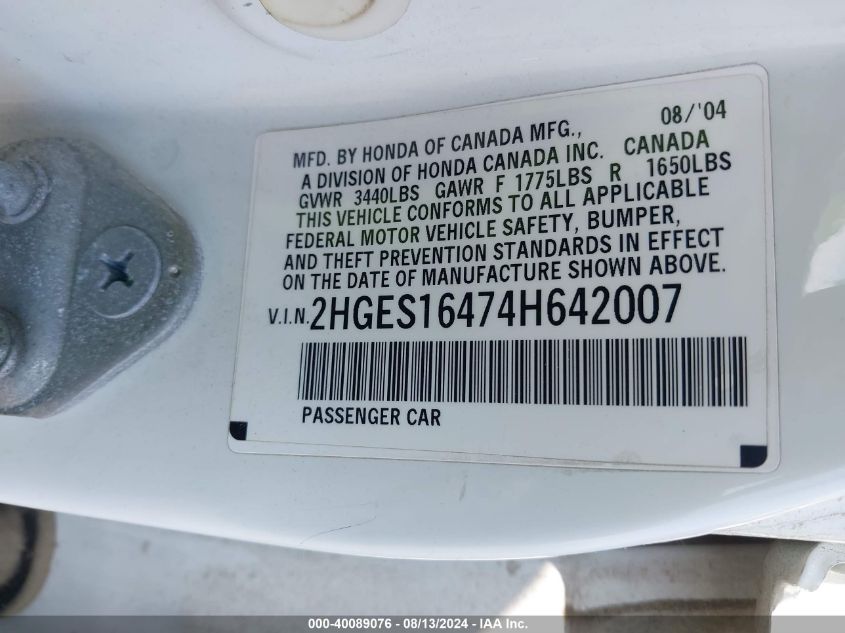 08/'04
MFD. BY HONDA OF CANADA MFG.,
A DIVISION OF HONDA CANADA INC. CANADA
GVWR 3440LBS GAWR F 1775LBS R 1650LBS
THIS VEHICLE CONFORMS TO ALL APPLICABLE
FEDERAL MOTOR VEHICLE SAFETY, BUMPER,
AND THEFT PREVENTION STANDARDS IN EFFECT
ON THE DATE OF MANUFACTURE SHOWN ABOVE.
V.I.N. 2HGES16474H642007
PASSENGER CAR
000-40089076 - 08/13/2024 - IAA Inc.